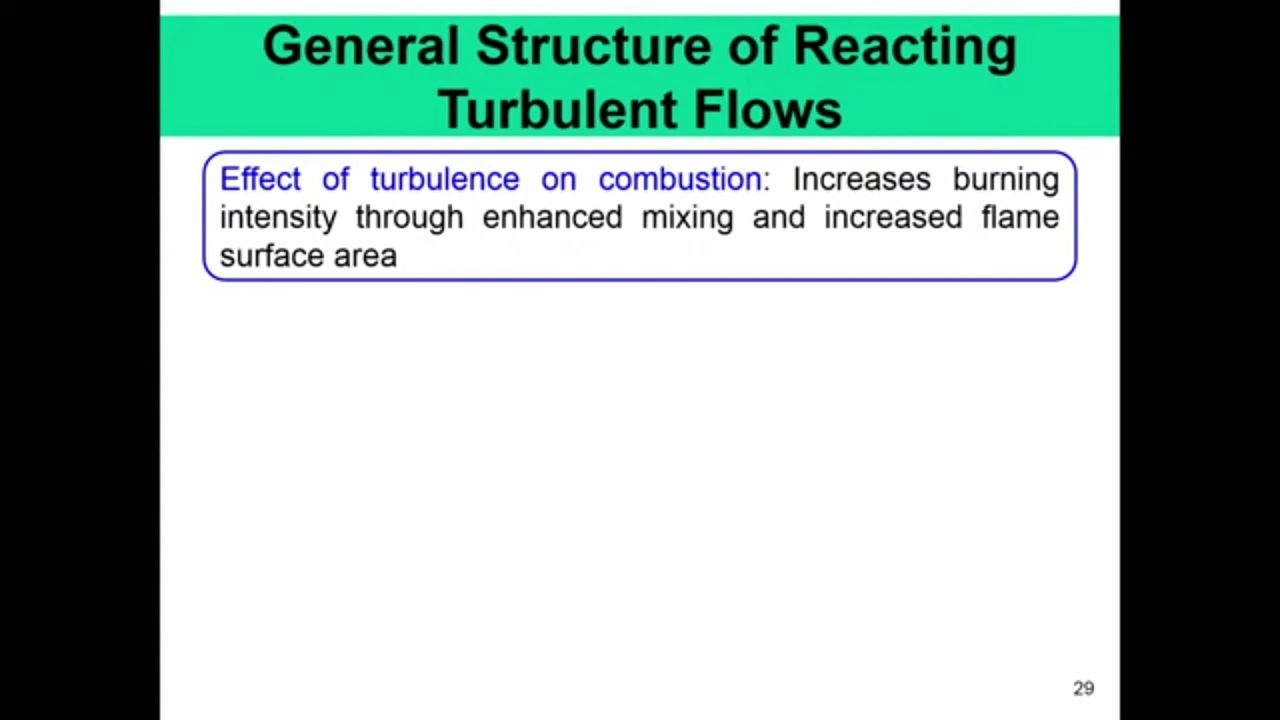 General Structure of Reacting
Turbulent Flows
Effect of turbulence on combustion: Increases burning
intensity through enhanced mixing and increased flame
surface area
29